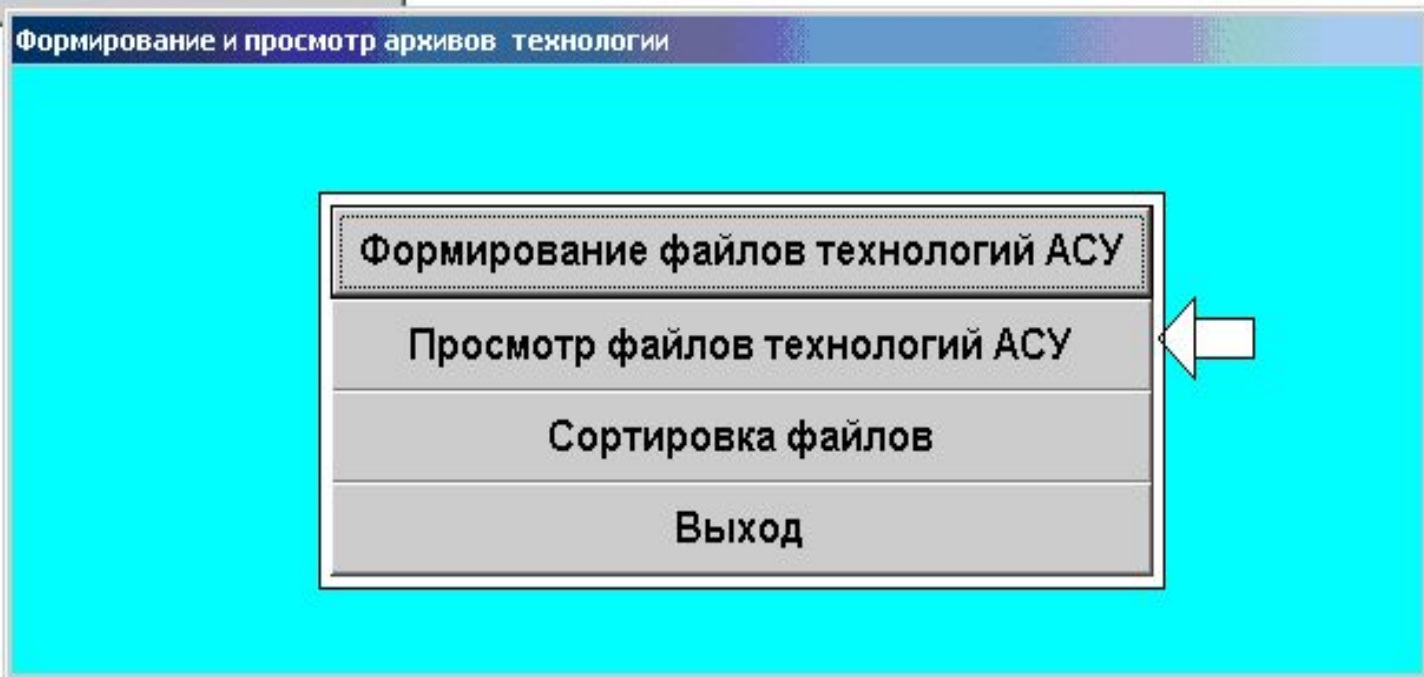 Формирование и просмотр архивов технологии
Формирование файлов технологий АСУ
Просмотр файлов технологий АСУ
Сортировка файлов
Выход